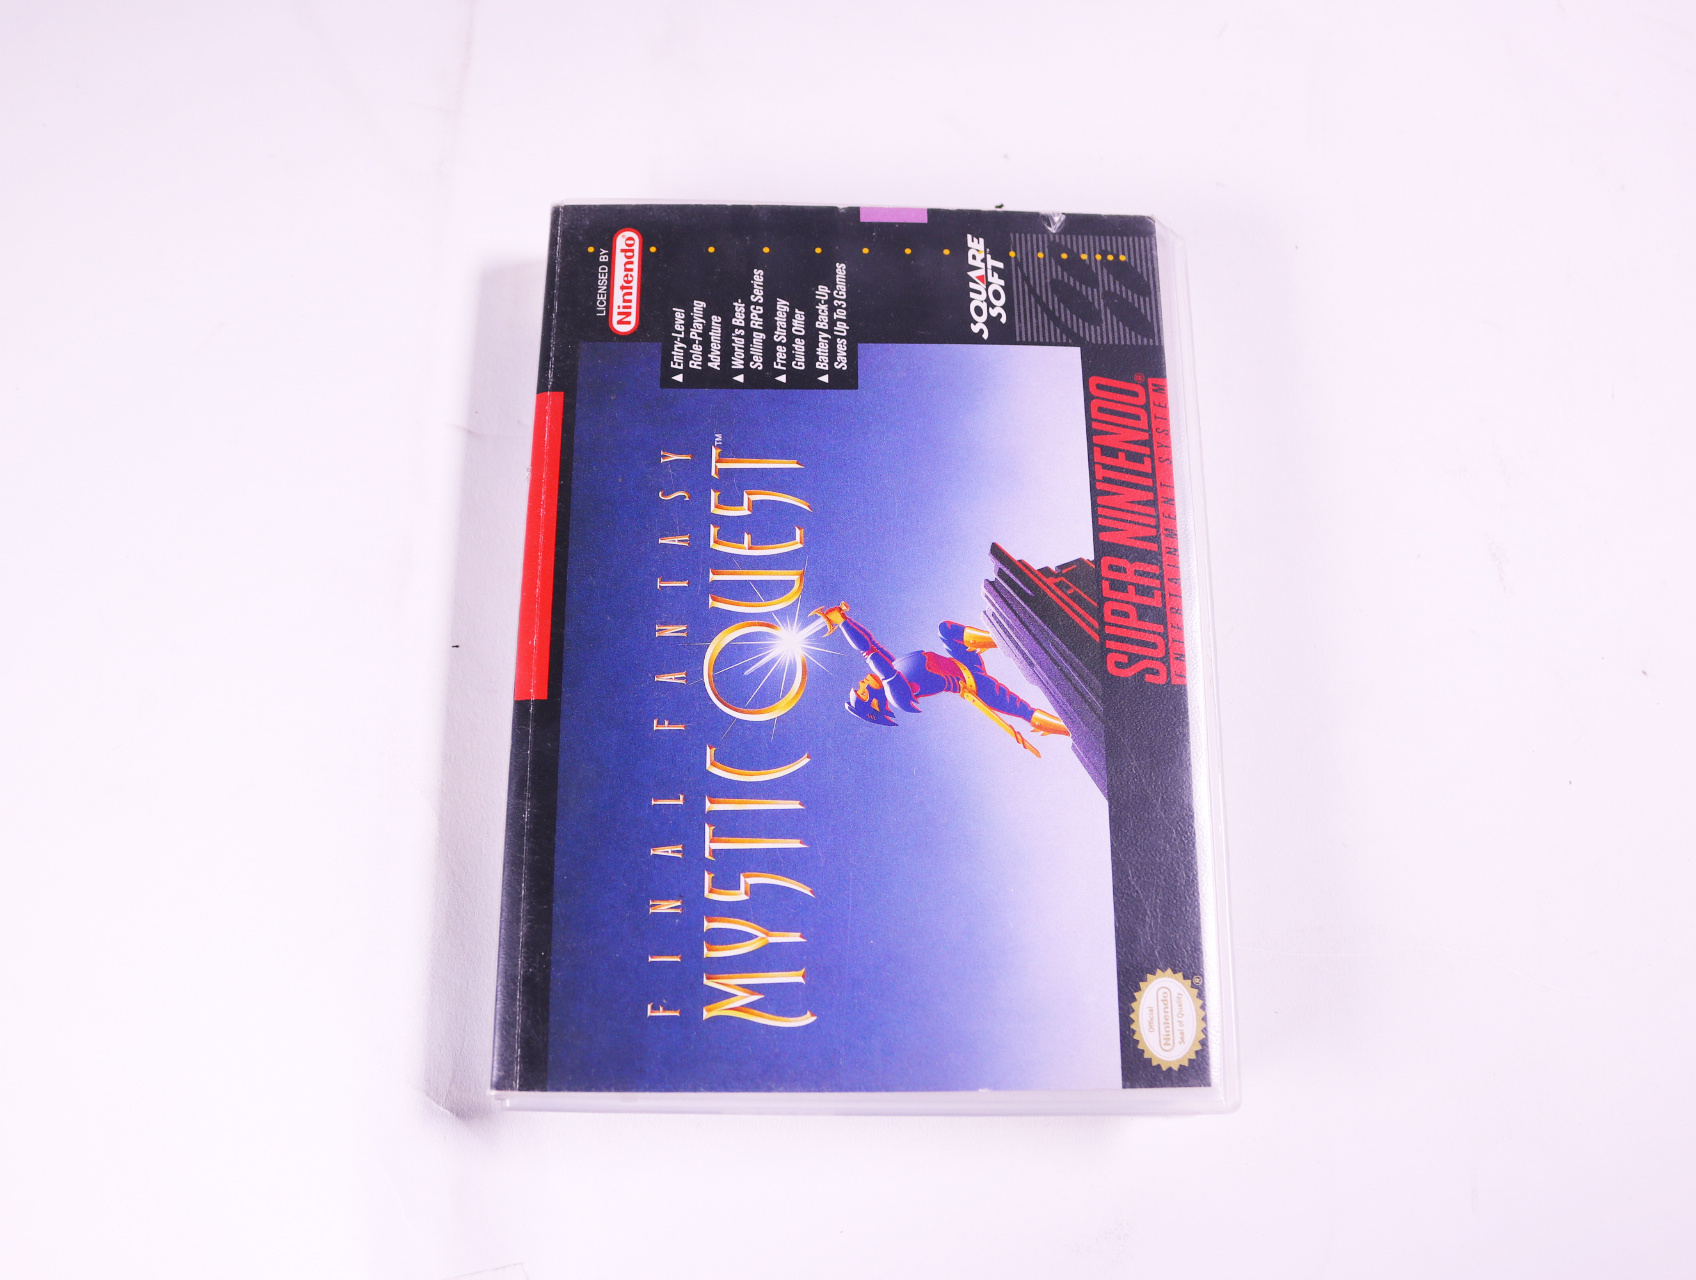 LICENSED BY
Nintendo
▲ Entry-Level
Role-Playing
Adventure
▲ World's Best-
Selling RPG Series
▲ Free Strategy
Guide Offer
▲ Battery Back-Up
Saves Up To 3 Games
SQUARE
SOFT™
FINAL FANTASY
MYSTIC QUEST™
SUPER NINTENDO®
ENTERTAINMENT SYSTEM
Official
Nintendo
Seal of Quality
®